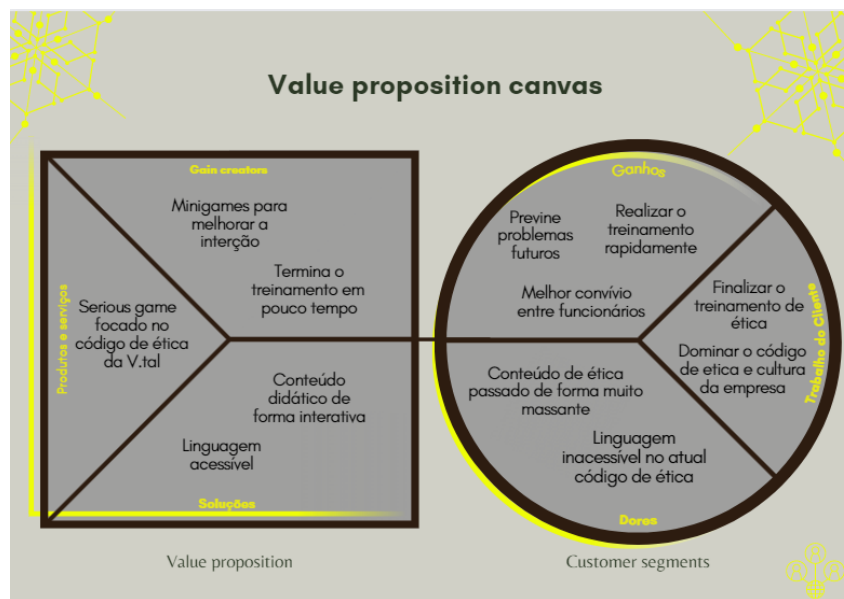 Value proposition canvas
Gain creators
Minigames para
melhorar a
interção
Termina o
treinamento em
pouco tempo
Produtos e serviços
Serious game
focado no
código de ética
da V.tal
Conteúdo
didático de
forma interativa
Linguagem
acessível
Soluções
Value proposition
Ganhos
Previne
problemas
futuros
Realizar o
treinamento
rapidamente
Melhor convívio
entre funcionários
Finalizar o
treinamento de
ética
Dominar o código
de etica e cultura
da empresa
Trabalho do Cliente
Conteúdo de ética
passado de forma muito
massante
Linguagem
inacessível no atual
código de ética
Dores
Customer segments